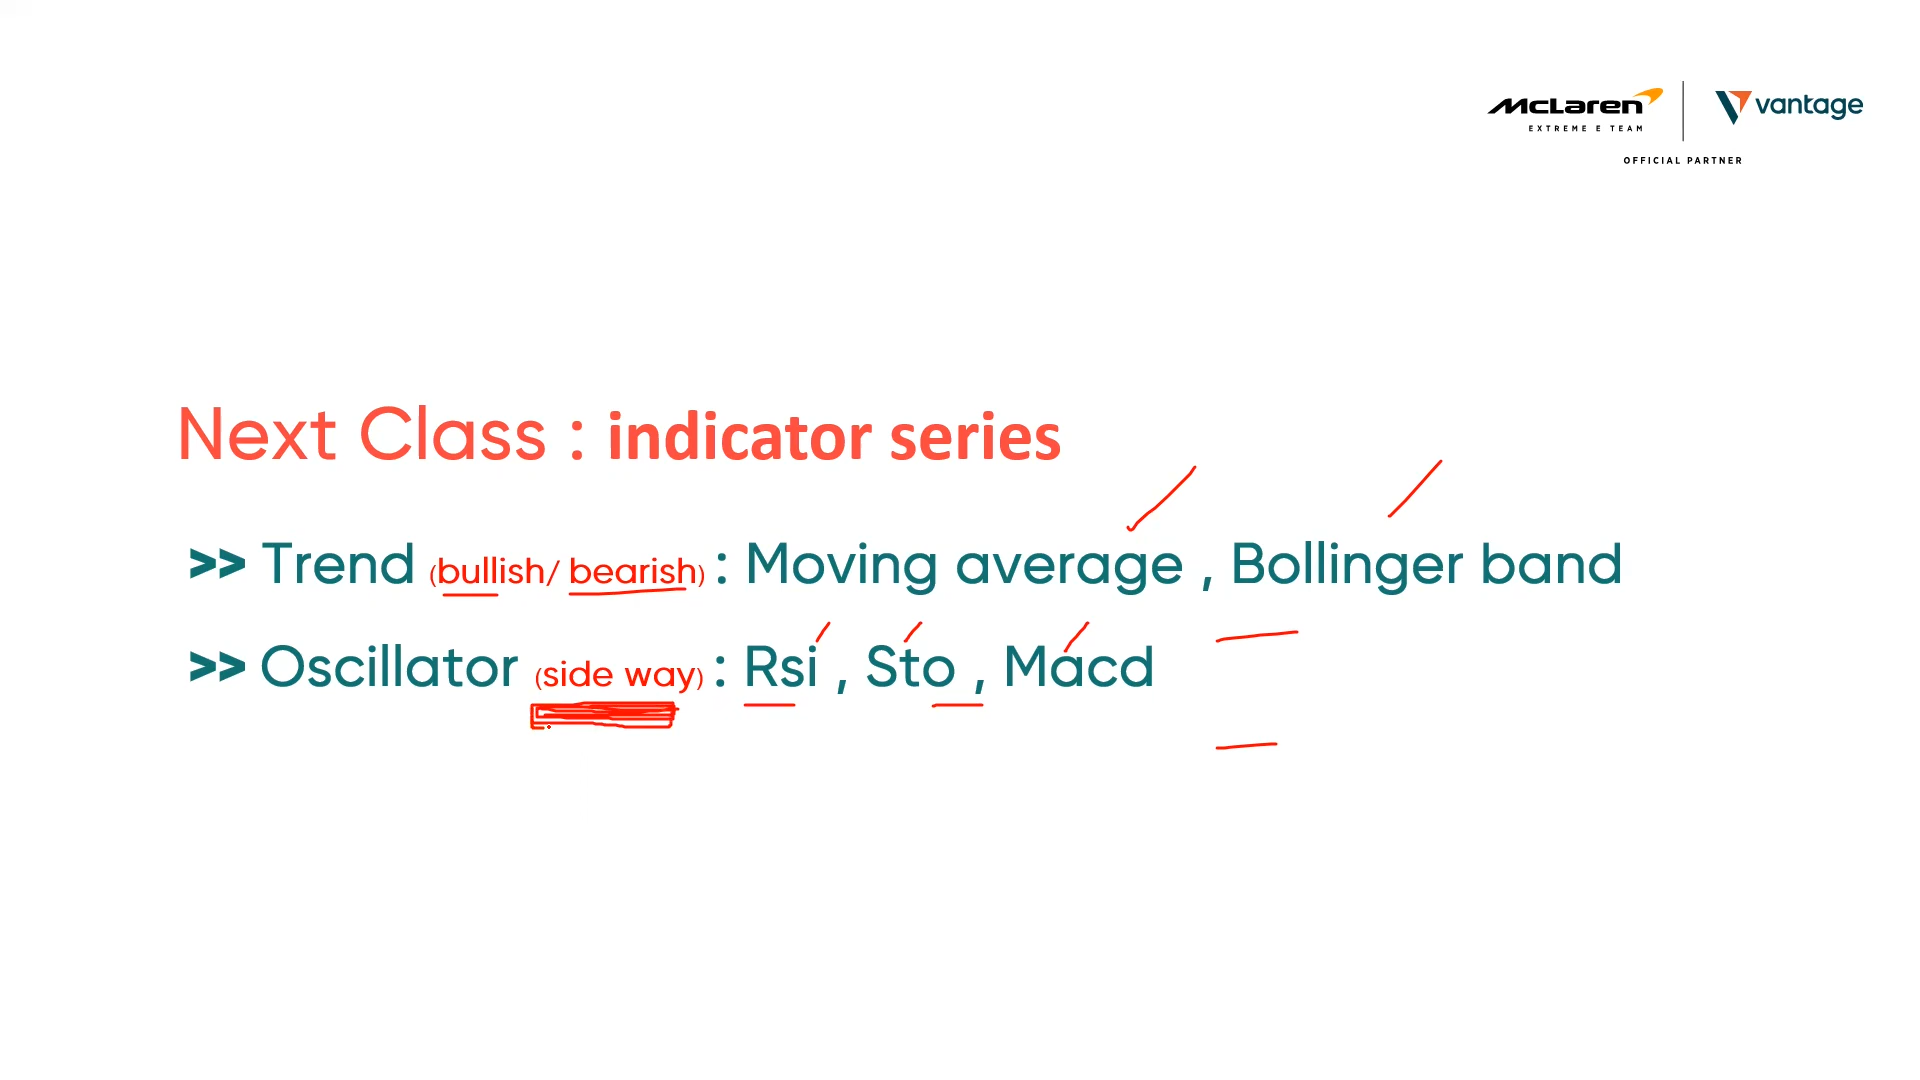 McLaren
EXTREME E TEAM
vantage
OFFICIAL PARTNER
Next Class : indicator series
>> Trend (bullish/ bearish) : Moving average , Bollinger band
>> Oscillator (side way) : Rsi , Sto , Macd